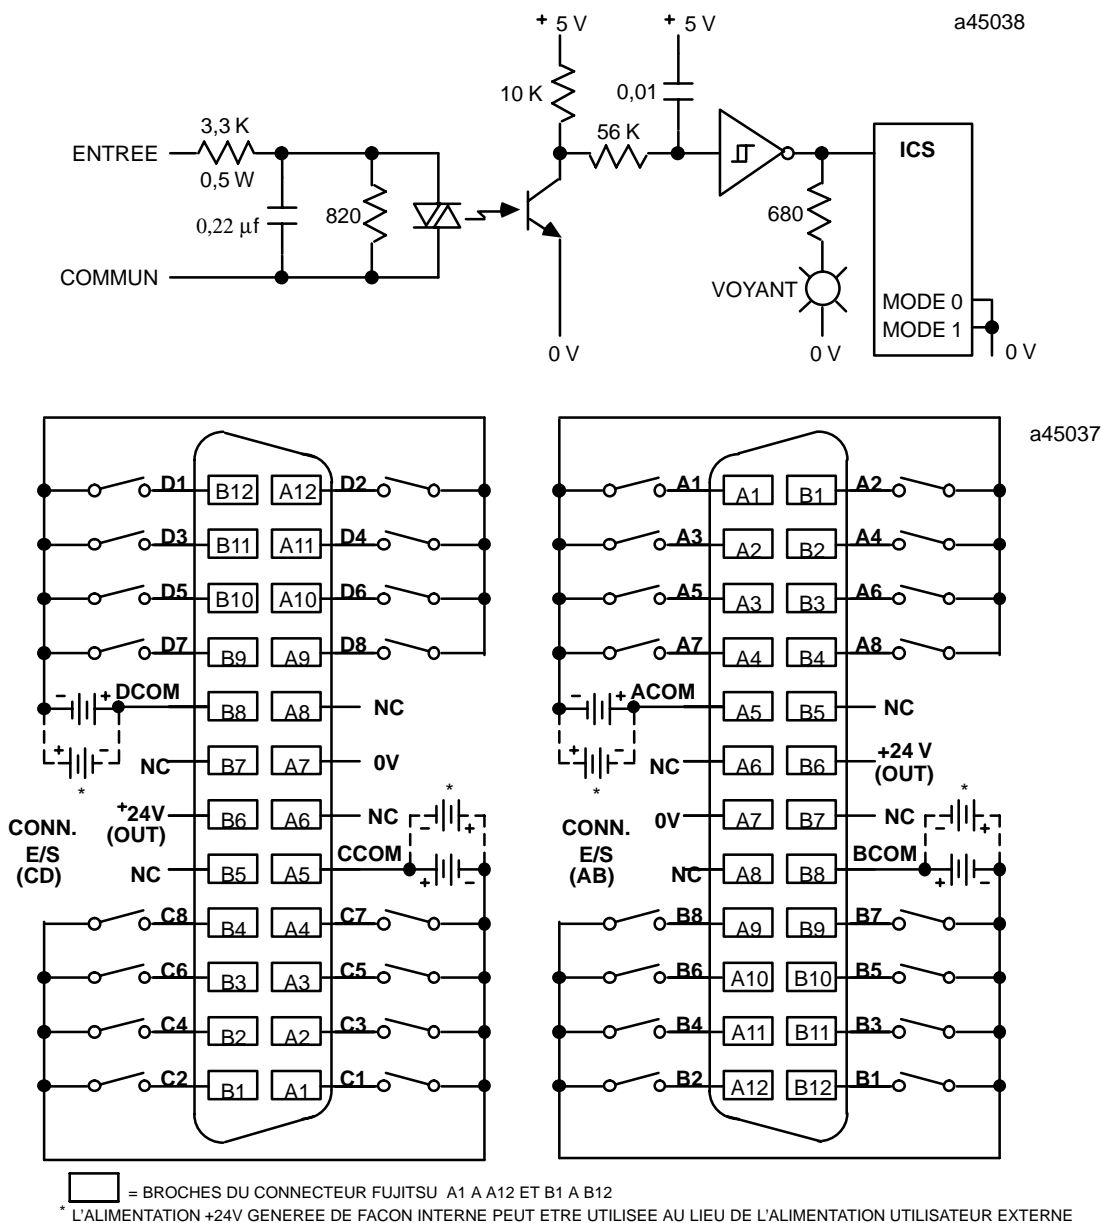 + 5 V + 5 V a45038
10 K 0,01
3,3 K 56 K
ENTREE ICS
0,5 W
0,22 µf 820 680
COMMUN VOYANT MODE 0
MODE 1
0 V 0 V 0 V
a45037
D1 B12 A12 D2 A1 A1 B1 A2
D3 B11 A11 D4 A3 A2 B2 A4
D5 B10 A10 D6 A5 A3 B3 A6
D7 B9 A9 D8 A7 A4 B4 A8
- + DCOM B8 A8 NC - + ACOM A5 B5 NC
+ - NC B7 A7 0V + - NC A6 B6 +24 V (OUT)
* * * *
+24V (OUT) B6 A6 NC - + 0V A7 B7 NC - +
CONN. E/S (CD) NC B5 A5 CCOM + - CONN. E/S (AB) NC A8 B8 BCOM + -
C8 B4 A4 C7 B8 A9 B9 B7
C6 B3 A3 C5 B6 A10 B10 B5
C4 B2 A2 C3 B4 A11 B11 B3
C2 B1 A1 C1 B2 A12 B12 B1
= BROCHES DU CONNECTEUR FUJITSU A1 A A12 ET B1 A B12
* L'ALIMENTATION +24V GENEREE DE FACON INTERNE PEUT ETRE UTILISEE AU LIEU DE L'ALIMENTATION UTILISATEUR EXTERNE